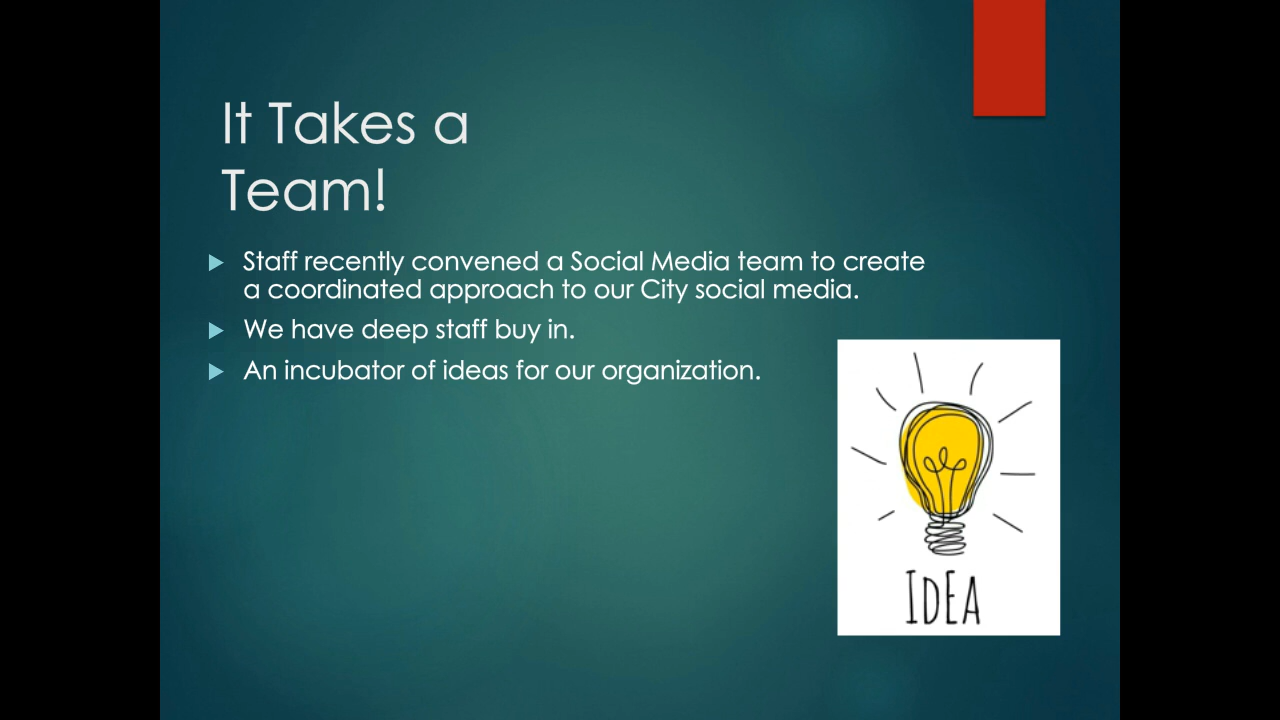 It Takes a
Team!
Staff recently convened a Social Media team to create
a coordinated approach to our City social media.
We have deep staff buy in.
An incubator of ideas for our organization.
IdEA